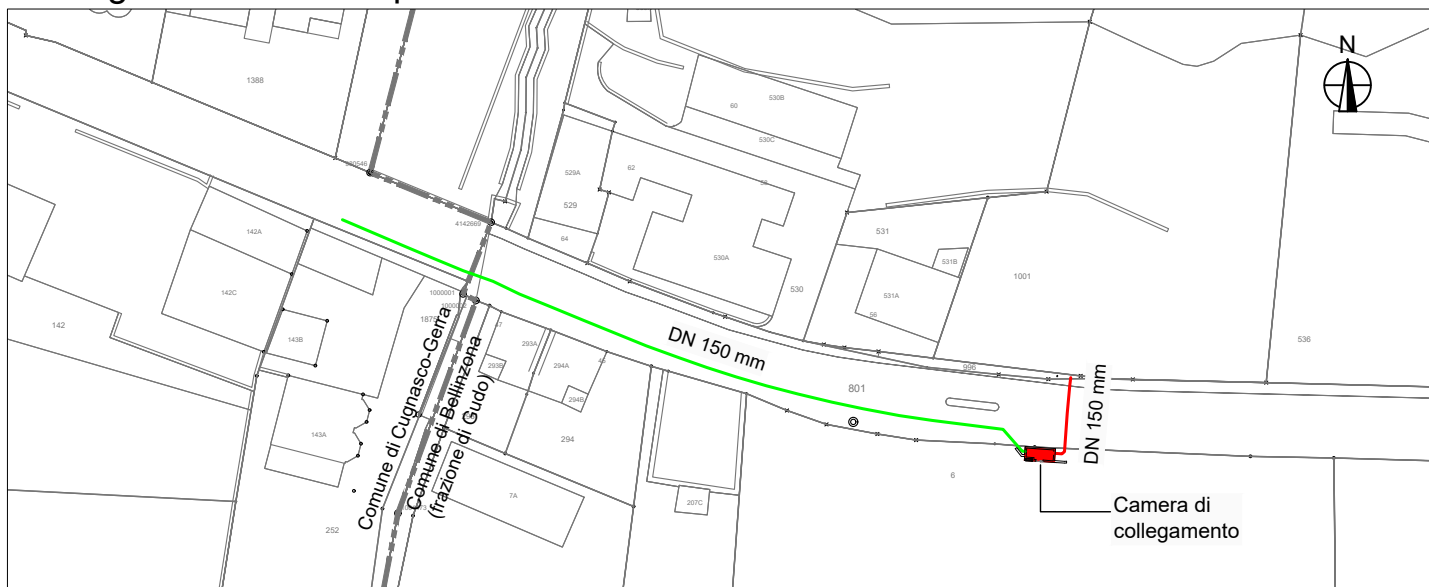 N
1388
60
530B
530C
62
58
529A
529
64
530A
530
531
531B
531A
56
1001
536
4142669
142A
142C
142
143B
143A
1000001
47
293A
293B
294A
46
294B
294
7A
207C
252
6
996
801
DN 150 mm
DN 150 mm
Comune di Cugnasco-Gerra
Comune di Bellinzona
(frazione di Gudo)
Camera di
collegamento